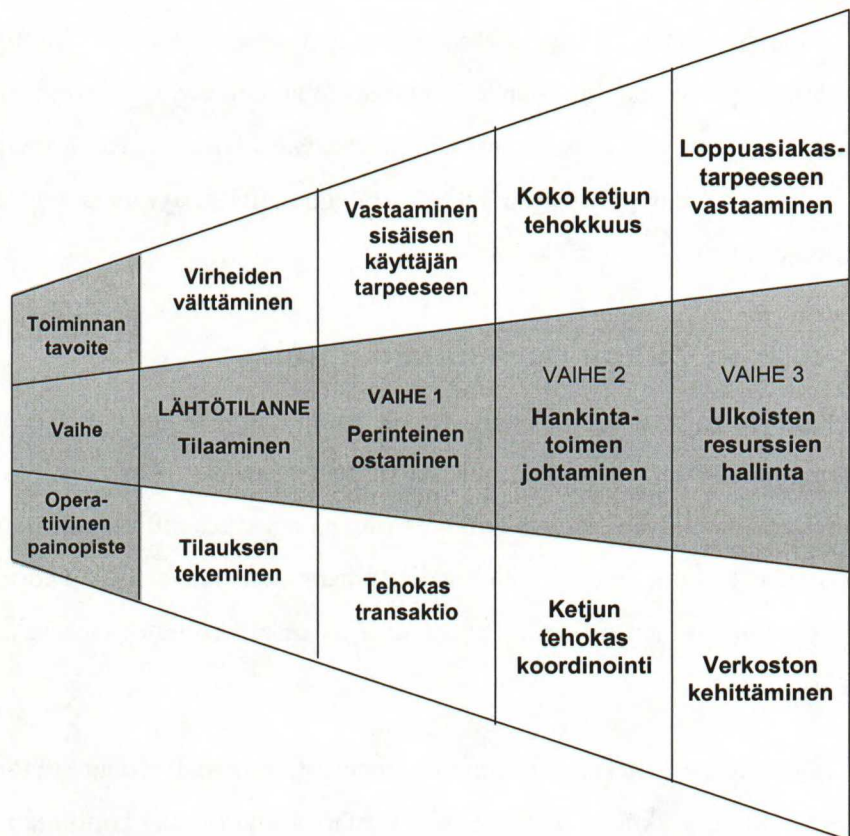 Toiminnan
tavoite
Virheiden
välttäminen
Vastaaminen
sisäisen
käyttäjän
tarpeeseen
Koko ketjun
tehokkuus
Loppuasiakas-
tarpeeseen
vastaaminen
Vaihe
LÄHTÖTILANNE
Tilaaminen
VAIHE 1
Perinteinen
ostaminen
VAIHE 2
Hankinta-
toimen
johtaminen
VAIHE 3
Ulkoisten
resurssien
hallinta
Opera-
tiivinen
painopiste
Tilauksen
tekeminen
Tehokas
transaktio
Ketjun
tehokas
koordinointi
Verkoston
kehittäminen